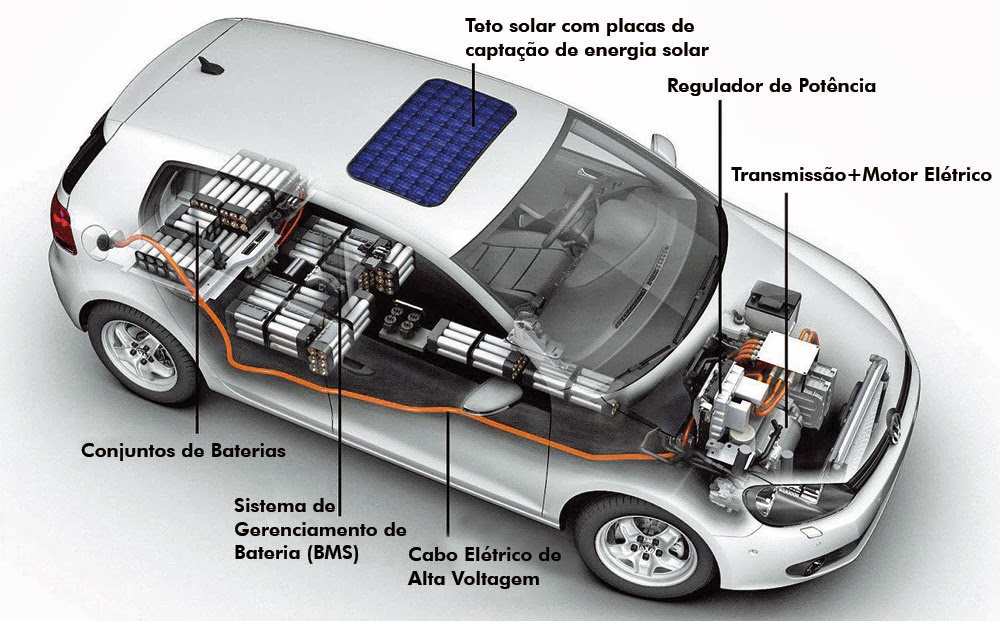 Teto solar com placas de
captação de energia solar
Regulador de Potência
Transmissão+Motor Elétrico
Conjuntos de Baterias
Sistema de
Gerenciamento de
Bateria (BMS)
Cabo Elétrico de
Alta Voltagem